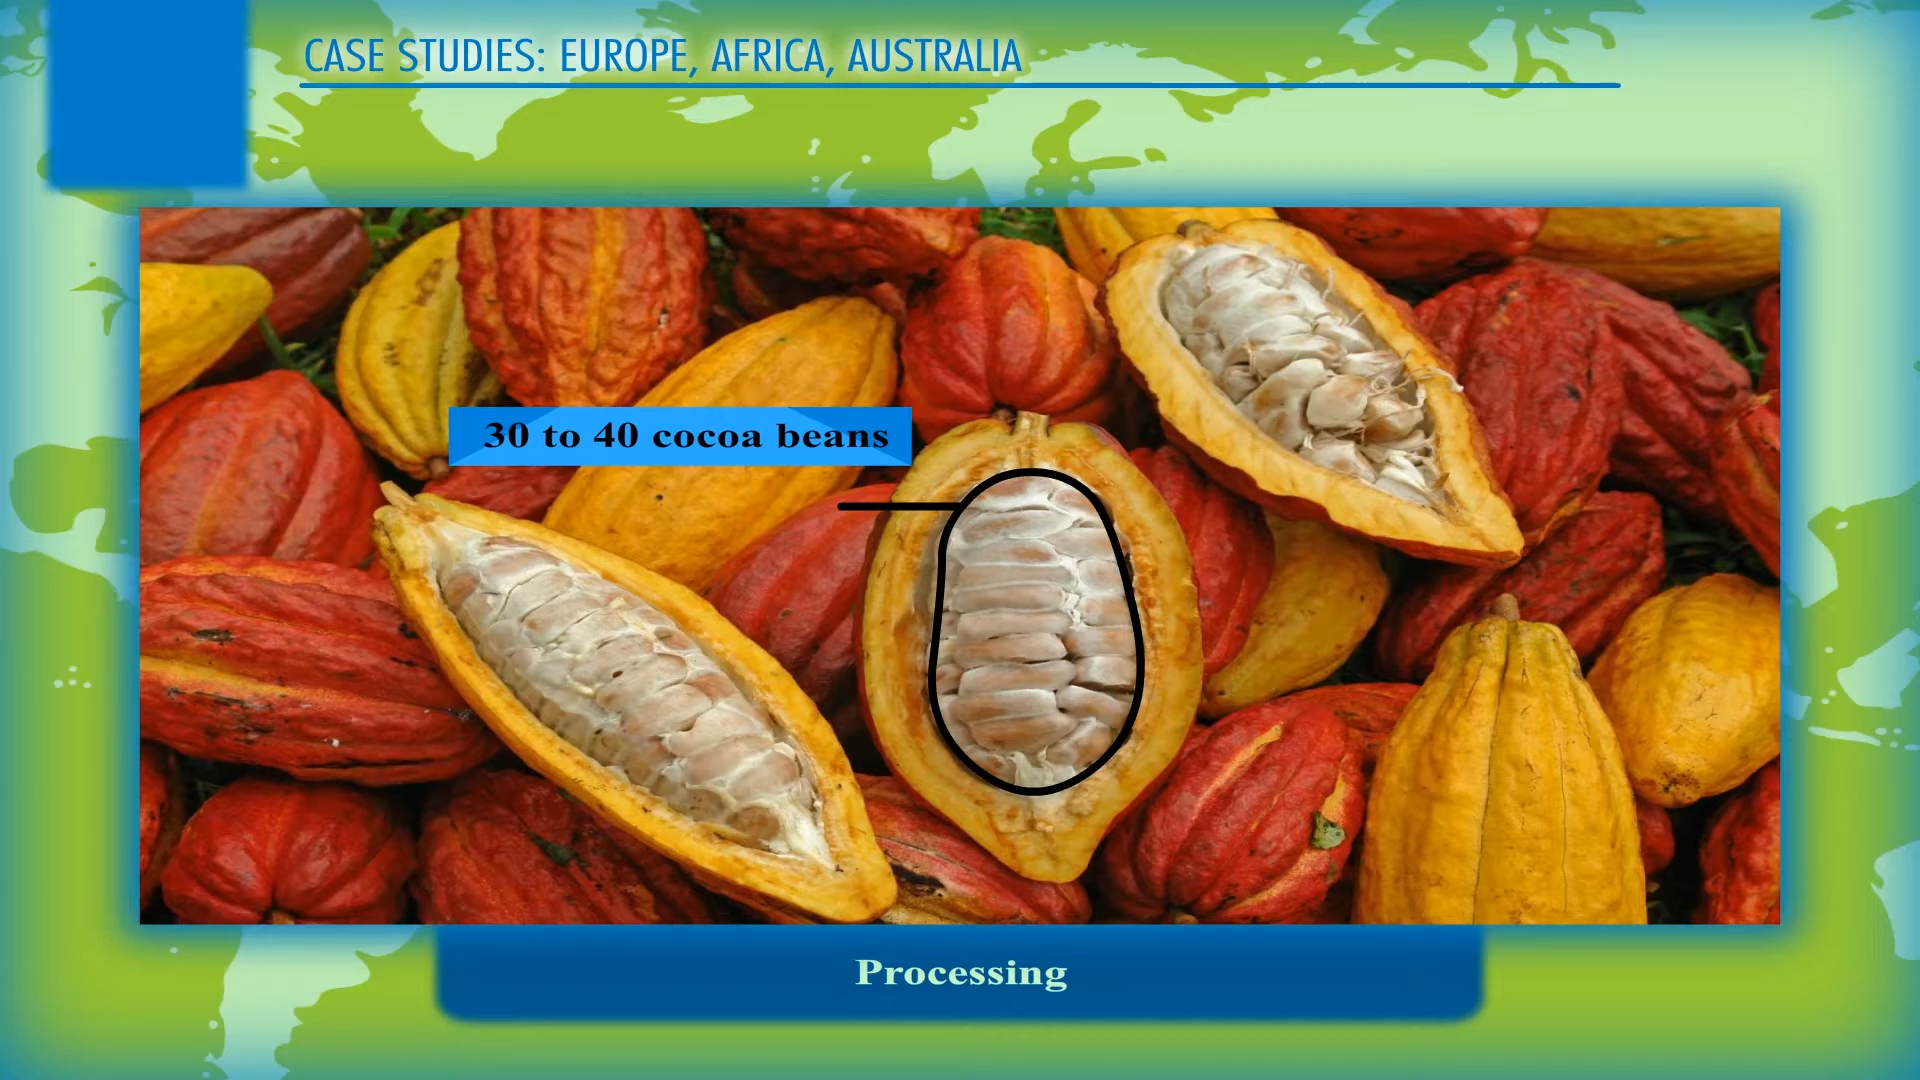 CASE STUDIES: EUROPE, AFRICA, AUSTRALIA
30 to 40 cocoa beans
Processing